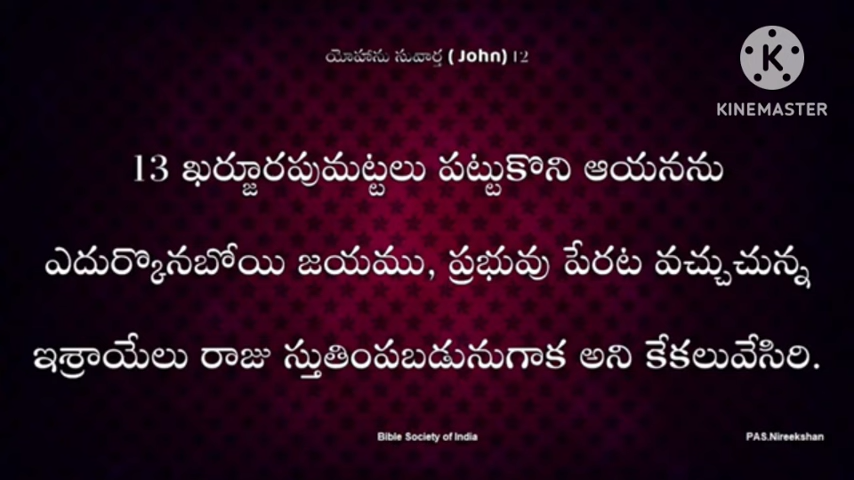 యోహాను సువార్త ( John) 12
KINEMASTER
13 ఖర్జూరపుమట్టలు పట్టుకొని ఆయనను
ఎదుర్కొనబోయి జయము, ప్రభువు పేరట వచ్చుచున్న
ఇశ్రాయేలు రాజు స్తుతింపబడునుగాక అని కేకలువేసిరి.
Bible Society of India
PAS.Nireekshan